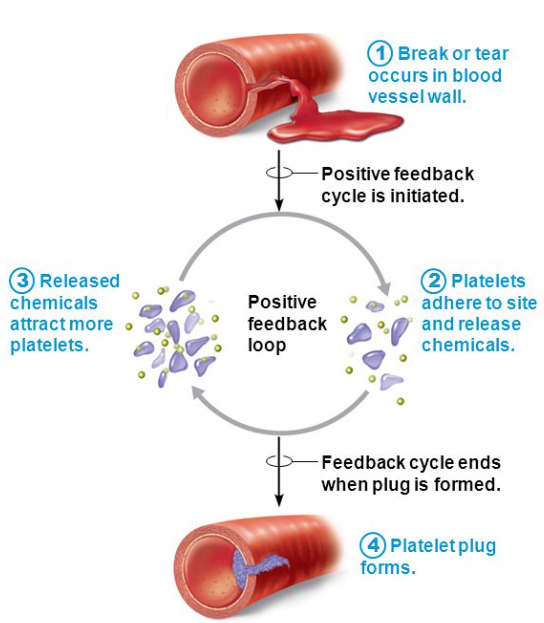 ① Break or tear
occurs in blood
vessel wall.
Positive feedback
cycle is initiated.
③ Released
chemicals
attract more
platelets.
Positive
feedback
loop
② Platelets
adhere to site
and release
chemicals.
Feedback cycle ends
when plug is formed.
④ Platelet plug
forms.